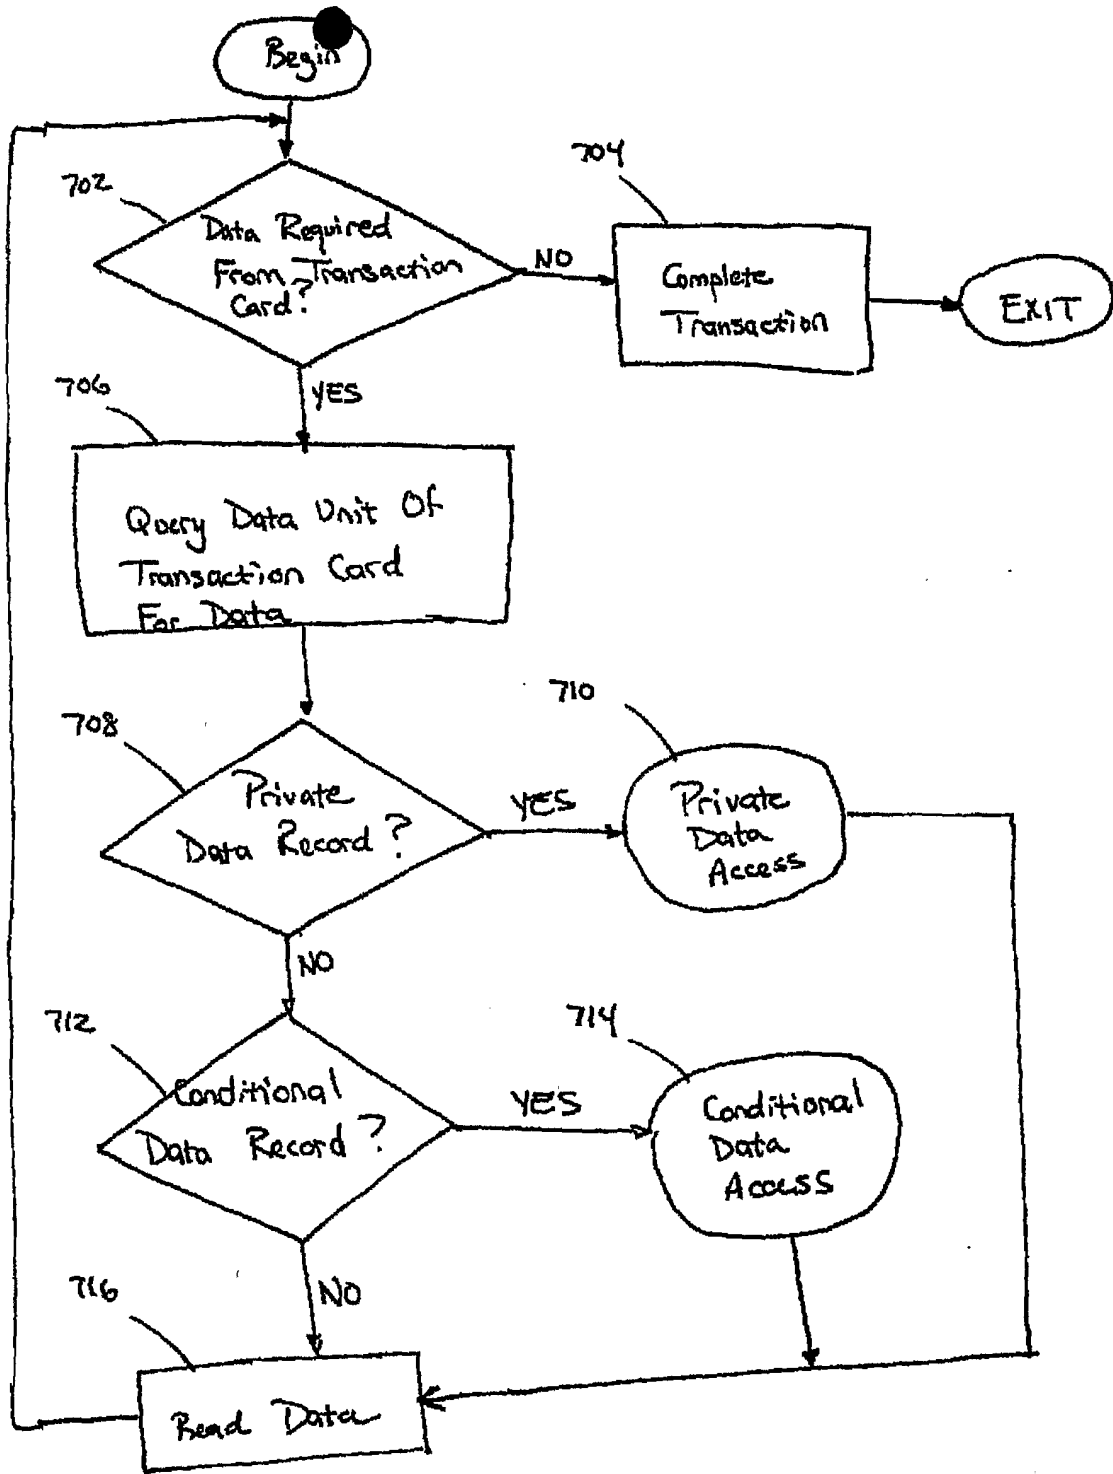 Begin
702
Data Required
From Transaction
Card?
NO
704
Complete
Transaction
EXIT
YES
706
Query Data Unit Of
Transaction Card
For Data
708
Private
Data Record?
YES
710
Private
Data
Access
NO
712
Conditional
Data Record?
YES
714
Conditional
Data
Access
NO
716
Read Data